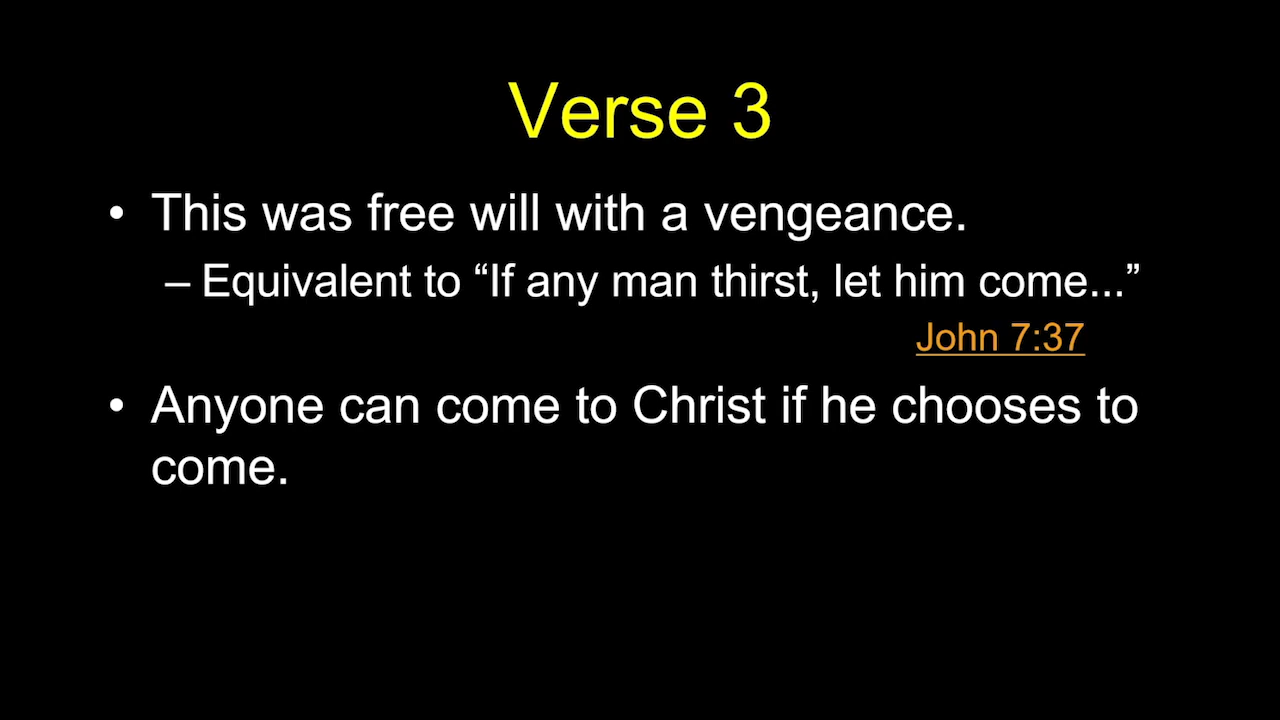 Verse 3
• This was free will with a vengeance.
– Equivalent to “If any man thirst, let him come...”
John 7:37
• Anyone can come to Christ if he chooses to
come.